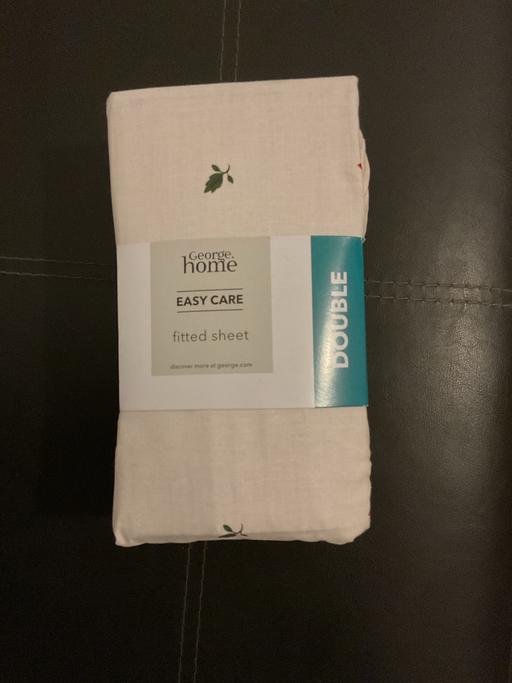 George.
home
EASY CARE
fitted sheet
discover more at george.com
DOUBLE